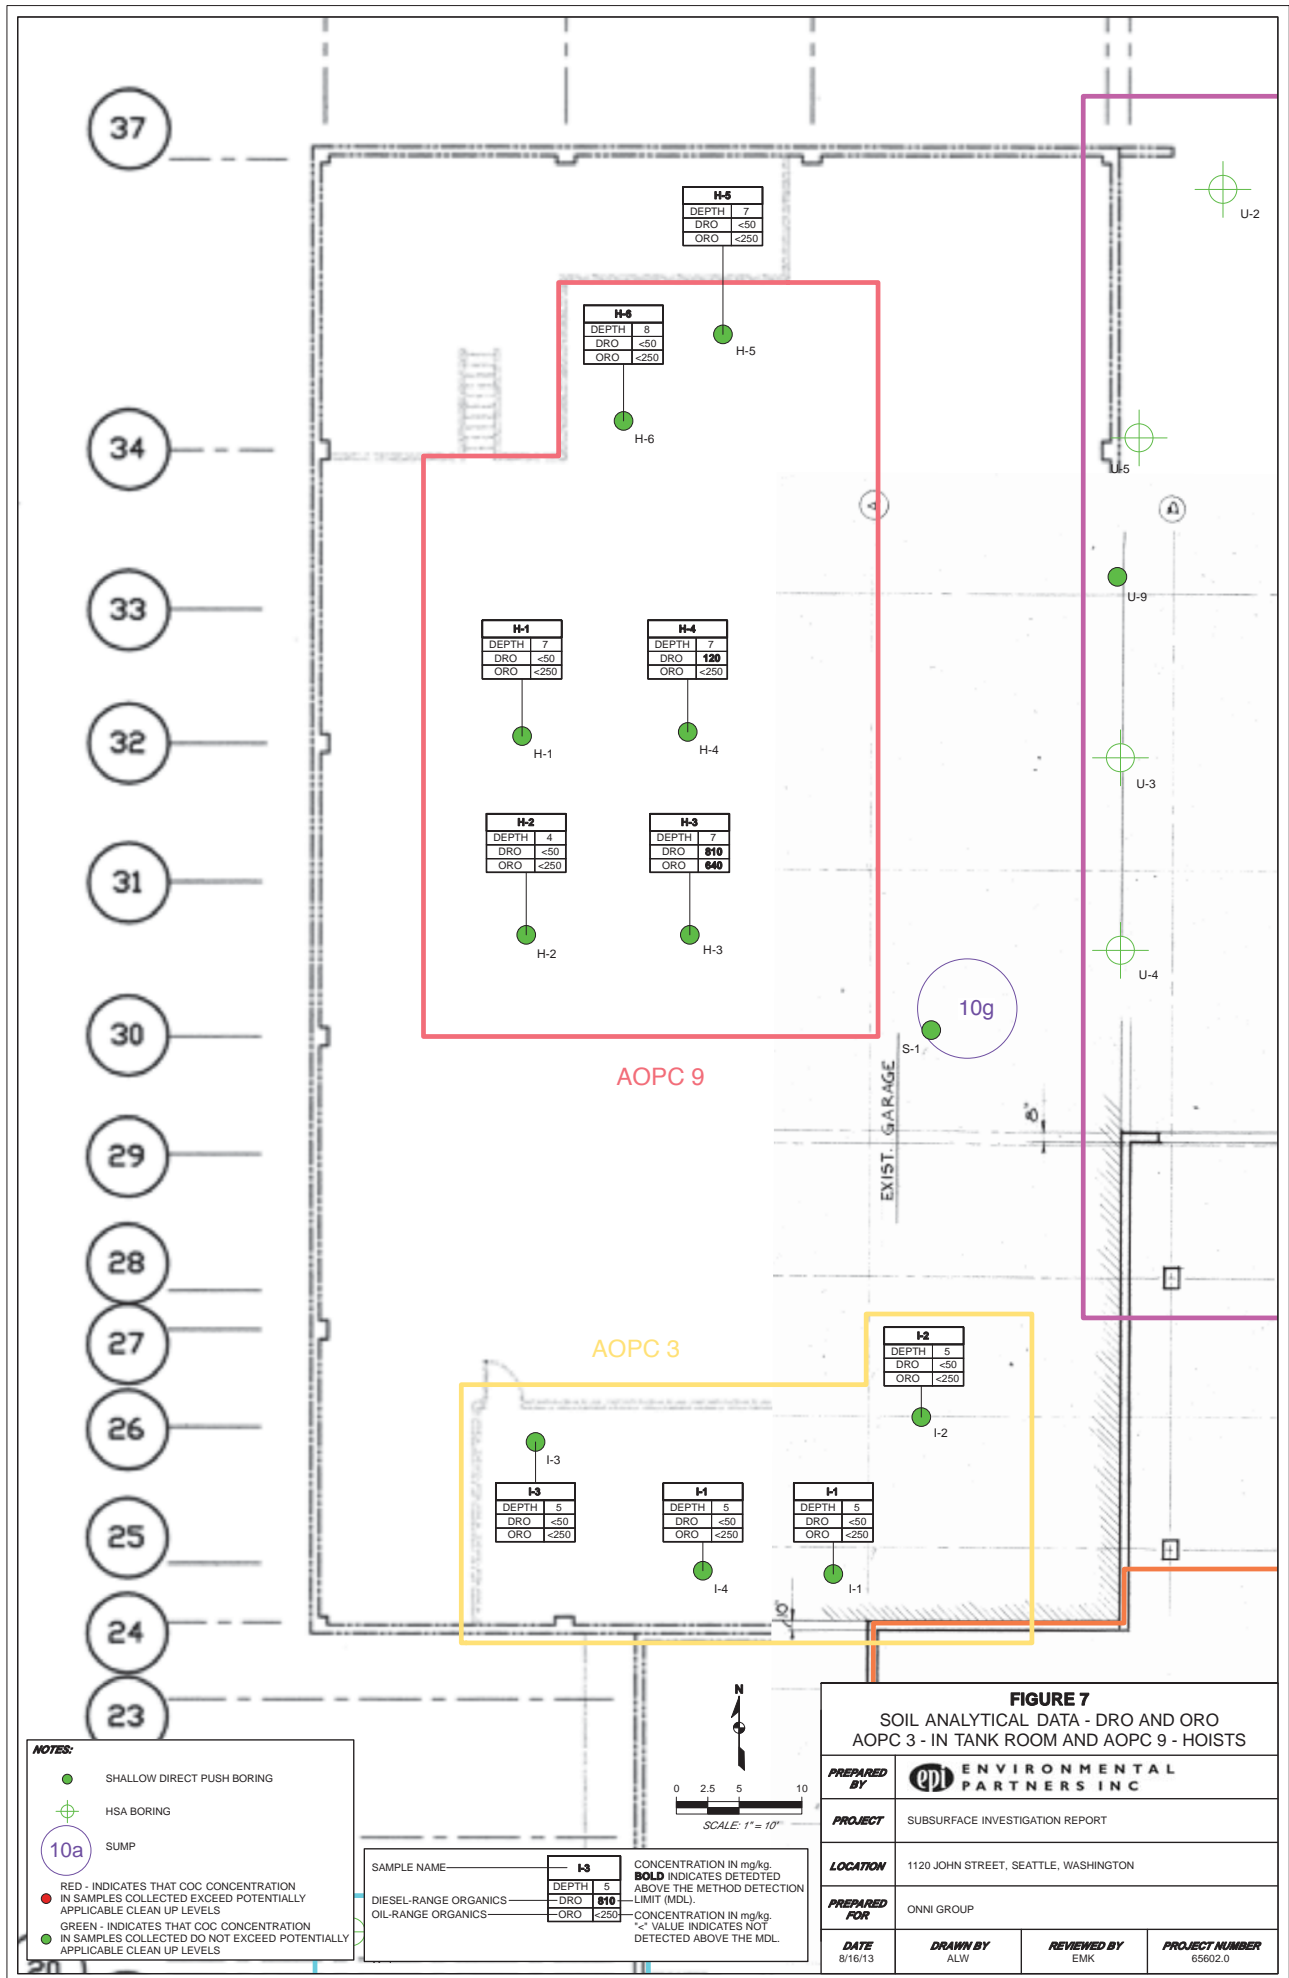 37
U-2
H-5
DEPTH 7
DRO <50
ORO <250
H-6
DEPTH 8
DRO <50
ORO <250
H-5
H-6
34
U-5
A
33
U-9
H-1
DEPTH 7
DRO <50
ORO <250
H-4
DEPTH 7
DRO 120
ORO <250
32
H-1
H-4
U-3
H-2
DEPTH 4
DRO <50
ORO <250
H-3
DEPTH 7
DRO 810
ORO 640
31
H-2
H-3
U-4
10g
30
S-1
AOPC 9
EXIST. GARAGE
8"
29
28
27
AOPC 3
I-2
DEPTH 5
DRO <50
ORO <250
26
I-2
I-3
I-3
DEPTH 5
DRO <50
ORO <250
I-1
DEPTH 5
DRO <50
ORO <250
I-1
DEPTH 5
DRO <50
ORO <250
25
I-4
I-1
24
23
20
N
0 2.5 5 10
SCALE: 1" = 10'
NOTES:
SHALLOW DIRECT PUSH BORING
HSA BORING
10a SUMP
RED - INDICATES THAT COC CONCENTRATION
IN SAMPLES COLLECTED EXCEED POTENTIALLY
APPLICABLE CLEAN UP LEVELS
GREEN - INDICATES THAT COC CONCENTRATION
IN SAMPLES COLLECTED DO NOT EXCEED POTENTIALLY
APPLICABLE CLEAN UP LEVELS
SAMPLE NAME
DIESEL-RANGE ORGANICS
OIL-RANGE ORGANICS
I-3
DEPTH 5
DRO 810
ORO <250
CONCENTRATION IN mg/kg.
BOLD INDICATES DETEDTED
ABOVE THE METHOD DETECTION
LIMIT (MDL).
CONCENTRATION IN mg/kg.
"<" VALUE INDICATES NOT
DETECTED ABOVE THE MDL.
FIGURE 7
SOIL ANALYTICAL DATA - DRO AND ORO
AOPC 3 - IN TANK ROOM AND AOPC 9 - HOISTS
PREPARED BY
epi ENVIRONMENTAL
PARTNERS INC
PROJECT SUBSURFACE INVESTIGATION REPORT
LOCATION 1120 JOHN STREET, SEATTLE, WASHINGTON
PREPARED FOR ONNI GROUP
DATE
8/16/13
DRAWN BY
ALW
REVIEWED BY
EMK
PROJECT NUMBER
65602.0